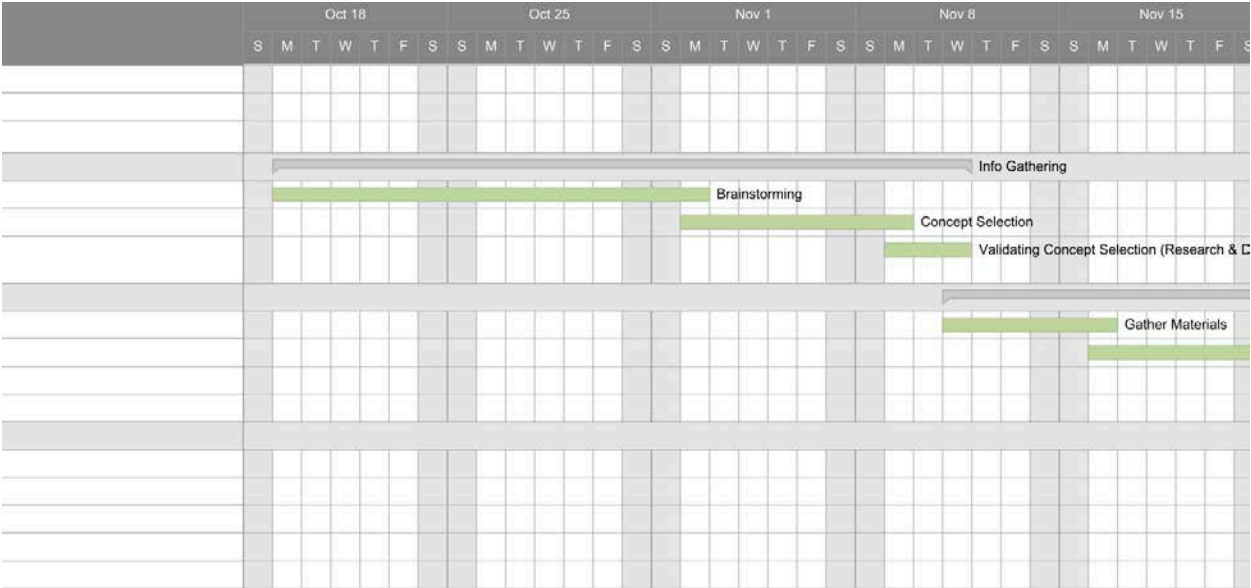 Oct 18 Oct 25 Nov 1 Nov 8 Nov 15
S M T W T F S S M T W T F S S M T W T F S S M T W T F S S M T W T F S
Info Gathering
Brainstorming
Concept Selection
Validating Concept Selection (Research &
Gather Materials